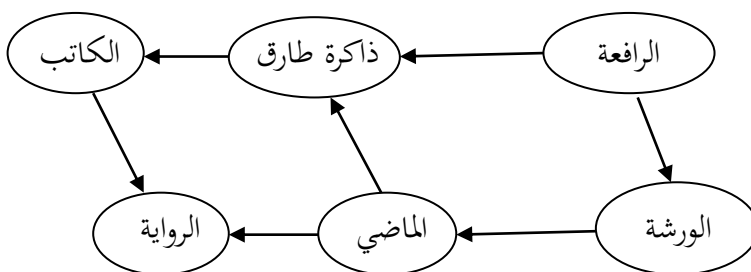 الرافعة
ذاكرة طارق
الكاتب
الورشة
الماضي
الرواية